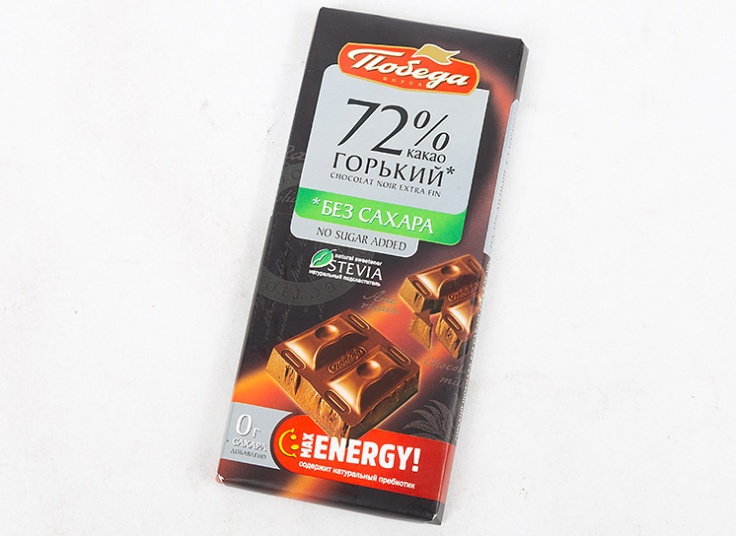 Победа
ВКУСА
72%
какао
ГОРЬКИЙ*
CHOCOLAT NOIR EXTRA FIN
*БЕЗ САХАРА
NO SUGAR ADDED
natural sweetener
STEVIA
натуральный подсластитель
0 г
САХАРА
ДОБАВЛЕНО
MAX
ENERGY!
содержит натуральный пребиотик